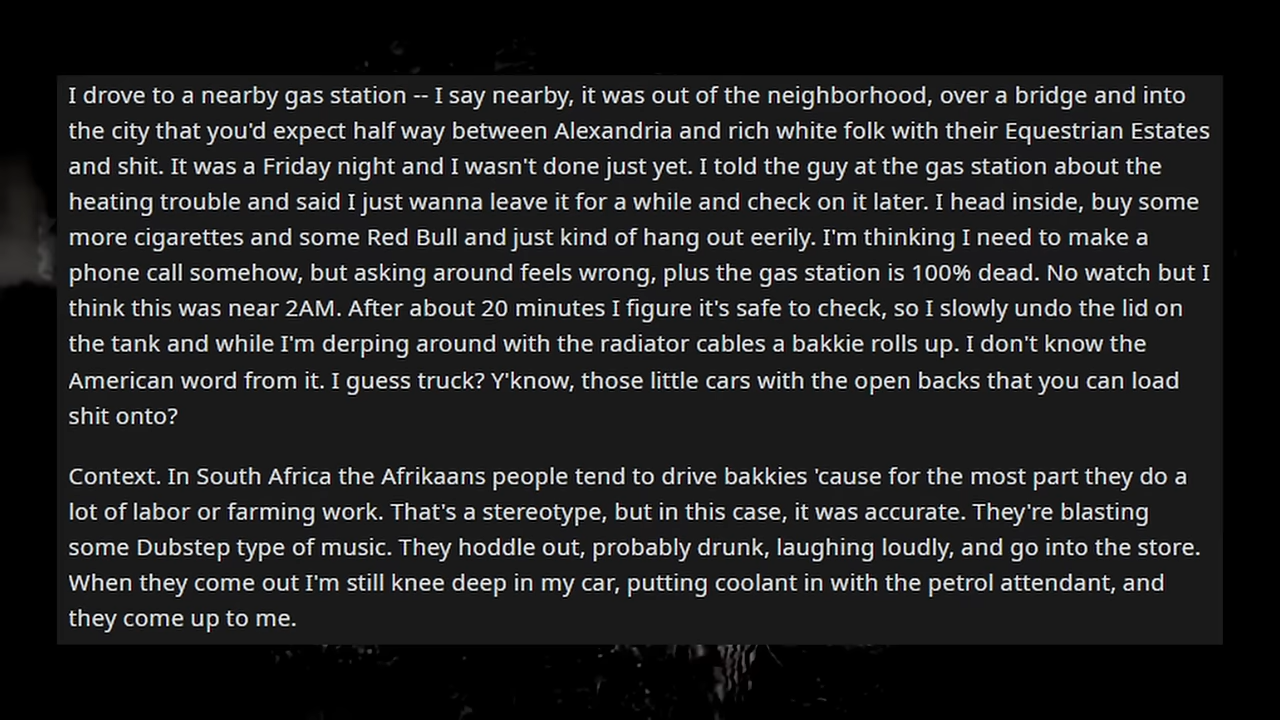 I drove to a nearby gas station -- I say nearby, it was out of the neighborhood, over a bridge and into
the city that you'd expect half way between Alexandria and rich white folk with their Equestrian Estates
and shit. It was a Friday night and I wasn't done just yet. I told the guy at the gas station about the
heating trouble and said I just wanna leave it for a while and check on it later. I head inside, buy some
more cigarettes and some Red Bull and just kind of hang out eerily. I'm thinking I need to make a
phone call somehow, but asking around feels wrong, plus the gas station is 100% dead. No watch but I
think this was near 2AM. After about 20 minutes I figure it's safe to check, so I slowly undo the lid on
the tank and while I'm derping around with the radiator cables a bakkie rolls up. I don't know the
American word from it. I guess truck? Y'know, those little cars with the open backs that you can load
shit onto?
Context. In South Africa the Afrikaans people tend to drive bakkies 'cause for the most part they do a
lot of labor or farming work. That's a stereotype, but in this case, it was accurate. They're blasting
some Dubstep type of music. They hoddle out, probably drunk, laughing loudly, and go into the store.
When they come out I'm still knee deep in my car, putting coolant in with the petrol attendant, and
they come up to me.